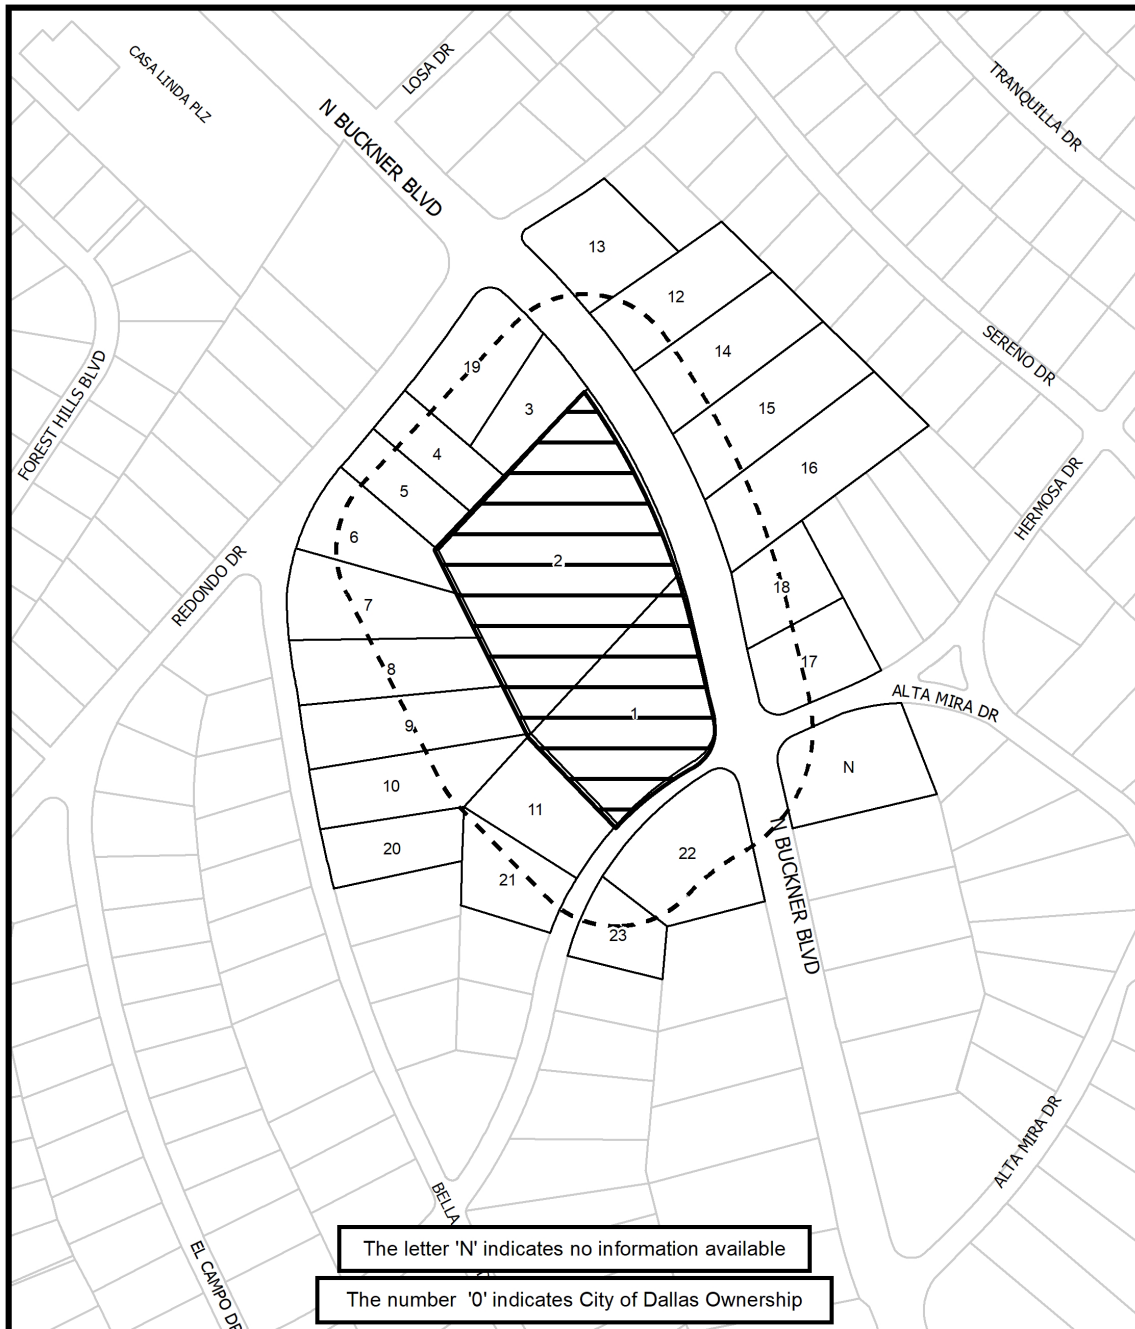 CASA LINDA PLZ
LOSA DR
TRANQUILLA DR
N BUCKNER BLVD
13
12
14
SERENO DR
19
3
15
FOREST HILLS BLVD
4
16
5
HERMOSA DR
6
2
REDONDO DR
18
7
17
8
ALTA MIRA DR
1
9
N
10
11
20
22
21
N BUCKNER BLVD
23
ALTA MIRA DR
BELLA
EL CAMPO DR
The letter 'N' indicates no information available
The number '0' indicates City of Dallas Ownership